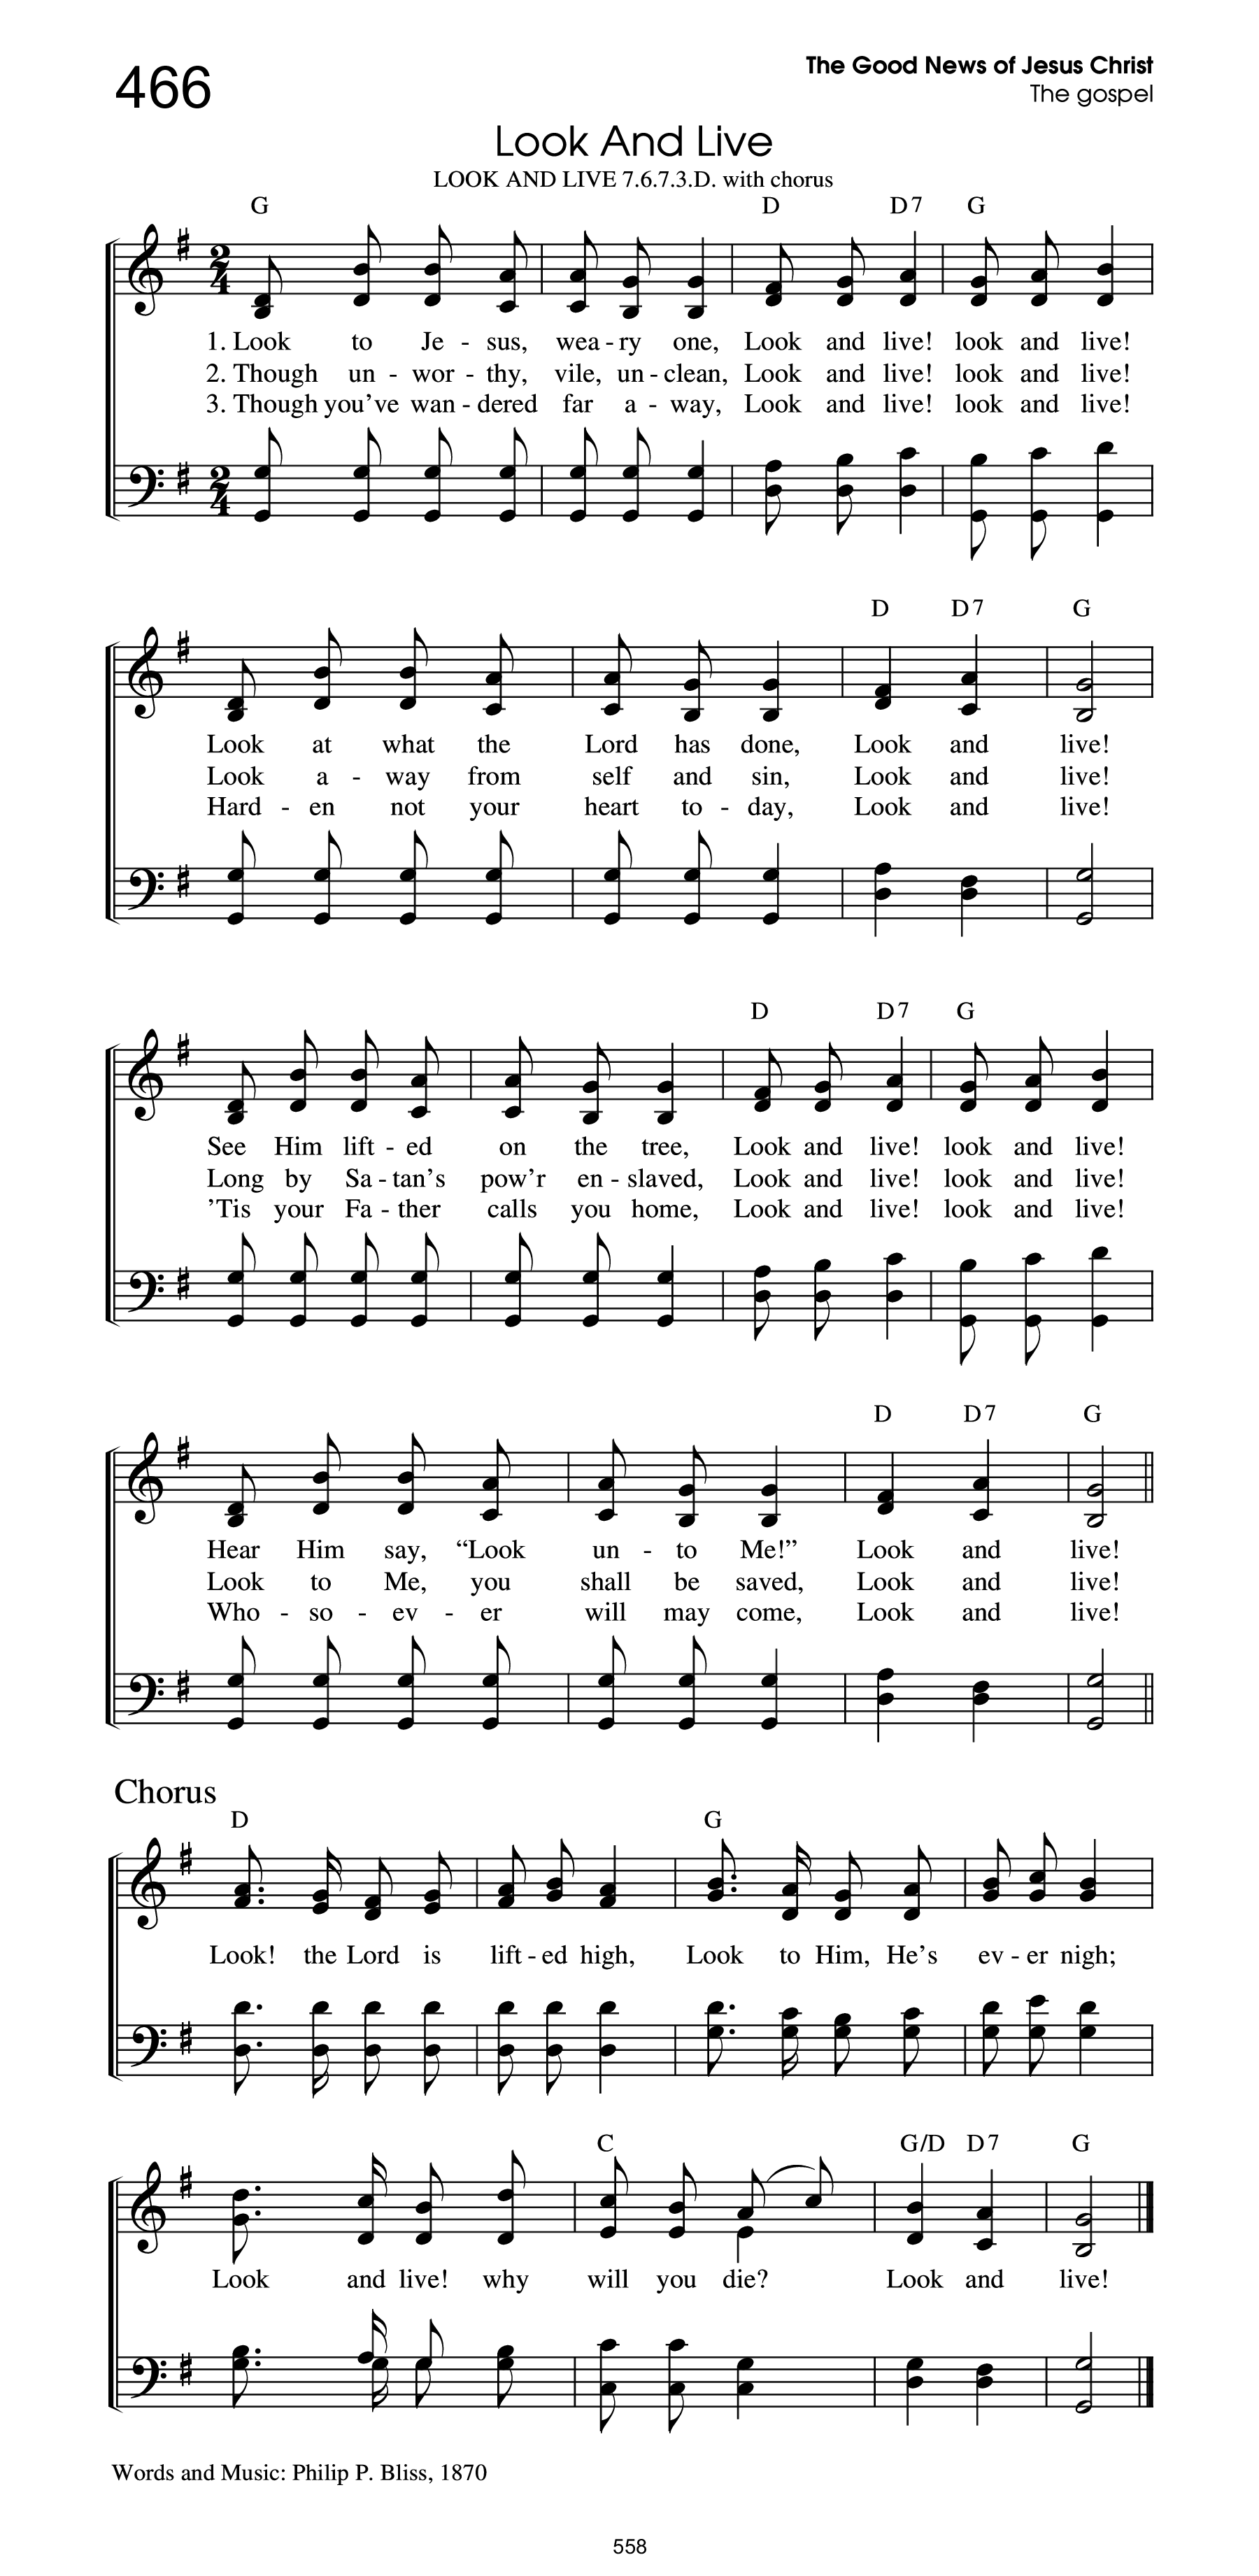 466
The Good News of Jesus Christ
The gospel
Look And Live
LOOK AND LIVE 7.6.7.3.D. with chorus
G D D7 G
1. Look to Je - sus, wea - ry one, Look and live! look and live!
2. Though un - wor - thy, vile, un - clean, Look and live! look and live!
3. Though you've wan - dered far a - way, Look and live! look and live!
D D7 G
Look at what the Lord has done, Look and live!
Look a - way from self and sin, Look and live!
Hard - en not your heart to - day, Look and live!
D D7 G
See Him lift - ed on the tree, Look and live! look and live!
Long by Sa - tan's pow'r en - slaved, Look and live! look and live!
'Tis your Fa - ther calls you home, Look and live! look and live!
D D7 G
Hear Him say, “Look un - to Me!” Look and live!
Look to Me, you shall be saved, Look and live!
Who - so - ev - er will may come, Look and live!
Chorus
D G
Look! the Lord is lift - ed high, Look to Him, He's ev - er nigh;
C G/D D7 G
Look and live! why will you die? Look and live!
Words and Music: Philip P. Bliss, 1870
558